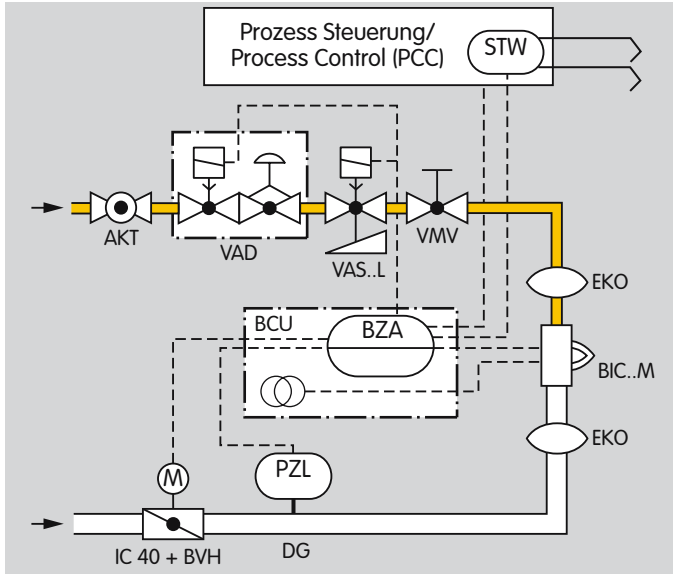 Prozess Steuerung/
Process Control (PCC)
STW
AKT
VAD
VAS..L
VMV
EKO
BCU
BZA
BIC..M
EKO
PZL
M
IC 40 + BVH
DG